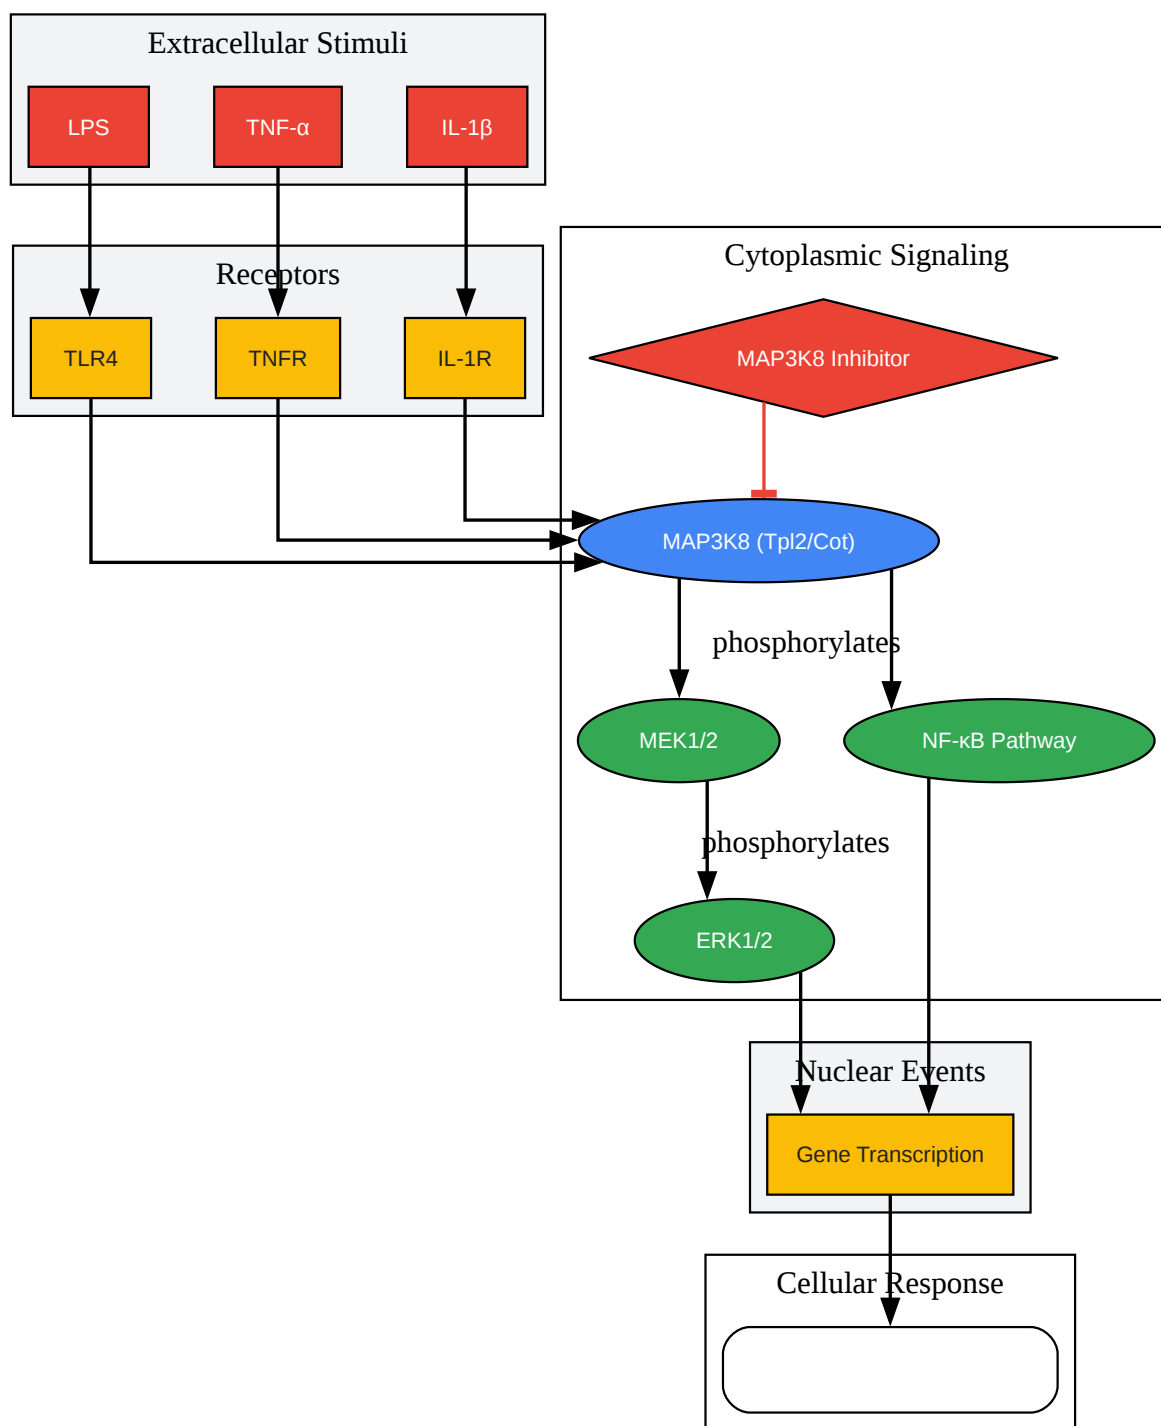 Extracellular Stimuli
LPS
TNF-α
IL-1β
Receptors
TLR4
TNFR
IL-1R
Cytoplasmic Signaling
MAP3K8 Inhibitor
MAP3K8 (Tpl2/Cot)
phosphorylates
MEK1/2
NF-κB Pathway
phosphorylates
ERK1/2
Nuclear Events
Gene Transcription
Cellular Response